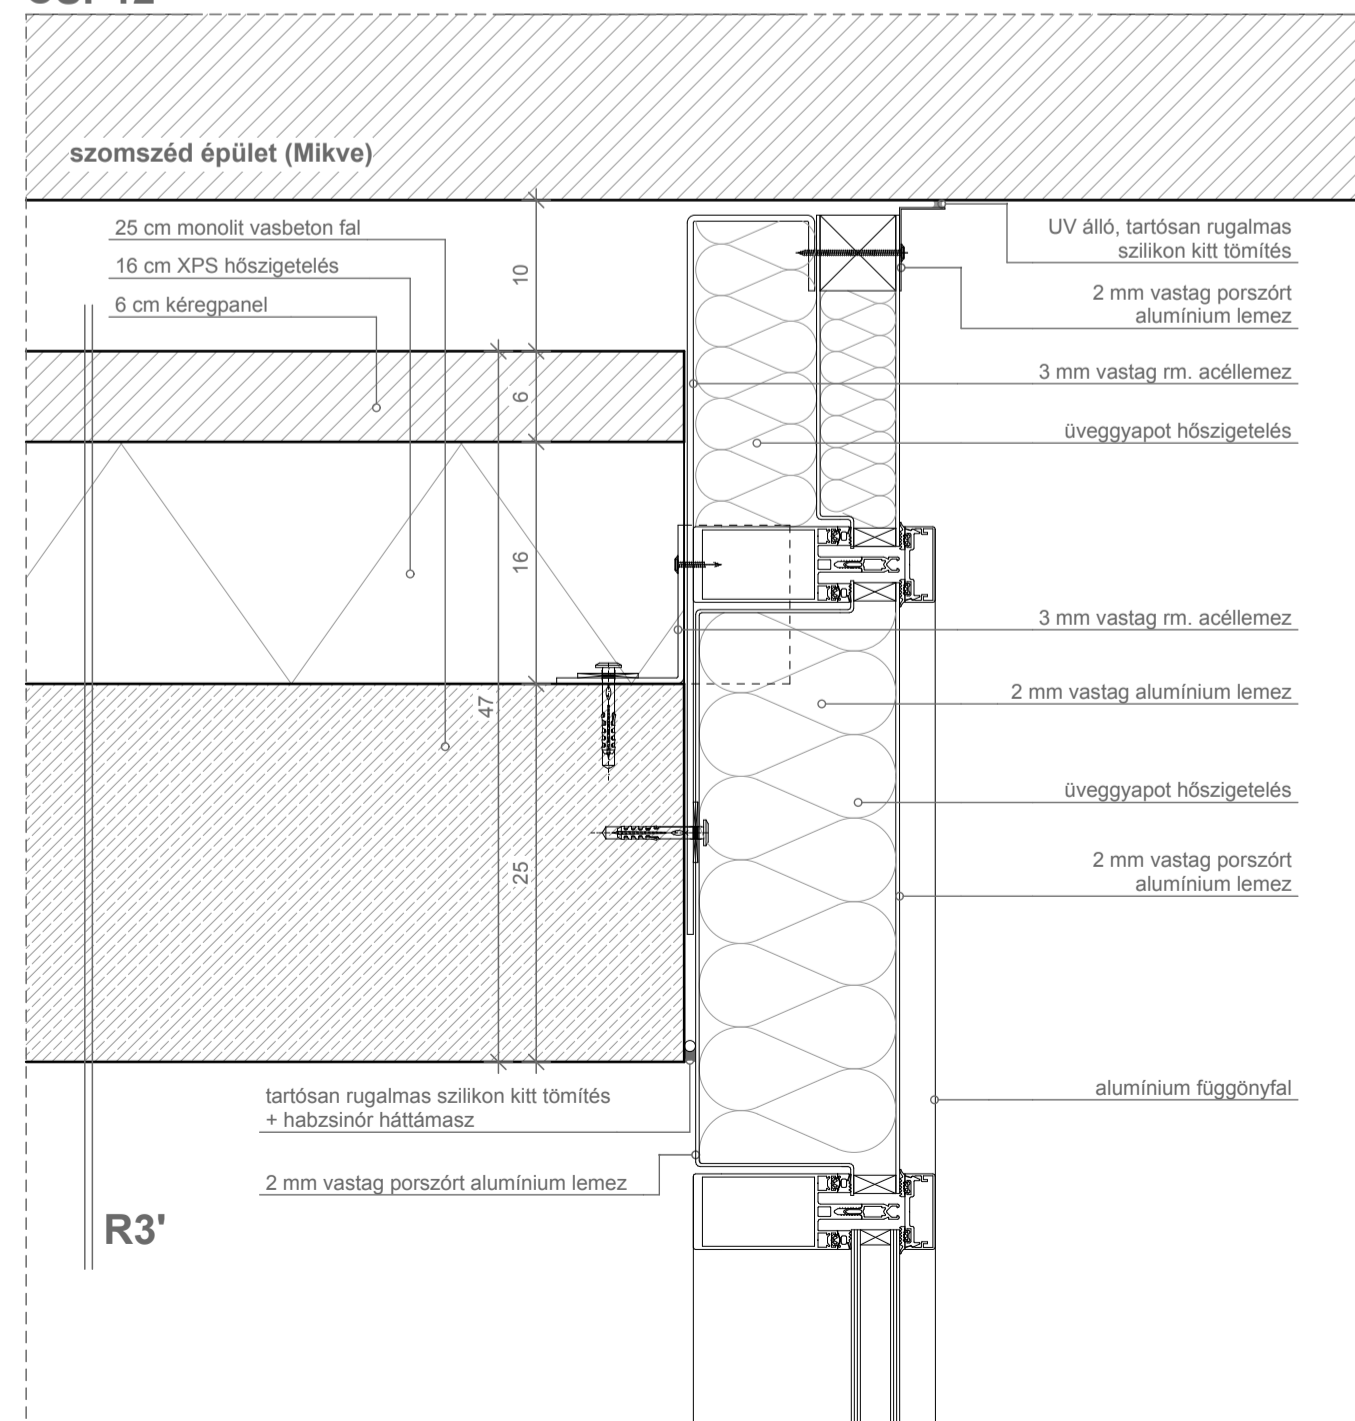 szomszéd épület (Mikve)
25 cm monolit vasbeton fal
16 cm XPS hőszigetelés
6 cm kéregpanel
10
6
16
47
25
UV álló, tartósan rugalmas
szilikon kitt tömítés
2 mm vastag porszórt
alumínium lemez
3 mm vastag rm. acéllemez
üveggyapot hőszigetelés
3 mm vastag rm. acéllemez
2 mm vastag alumínium lemez
üveggyapot hőszigetelés
2 mm vastag porszórt
alumínium lemez
alumínium függönyfal
tartósan rugalmas szilikon kitt tömítés
+ habzsinór háttámasz
2 mm vastag porszórt alumínium lemez
R3'